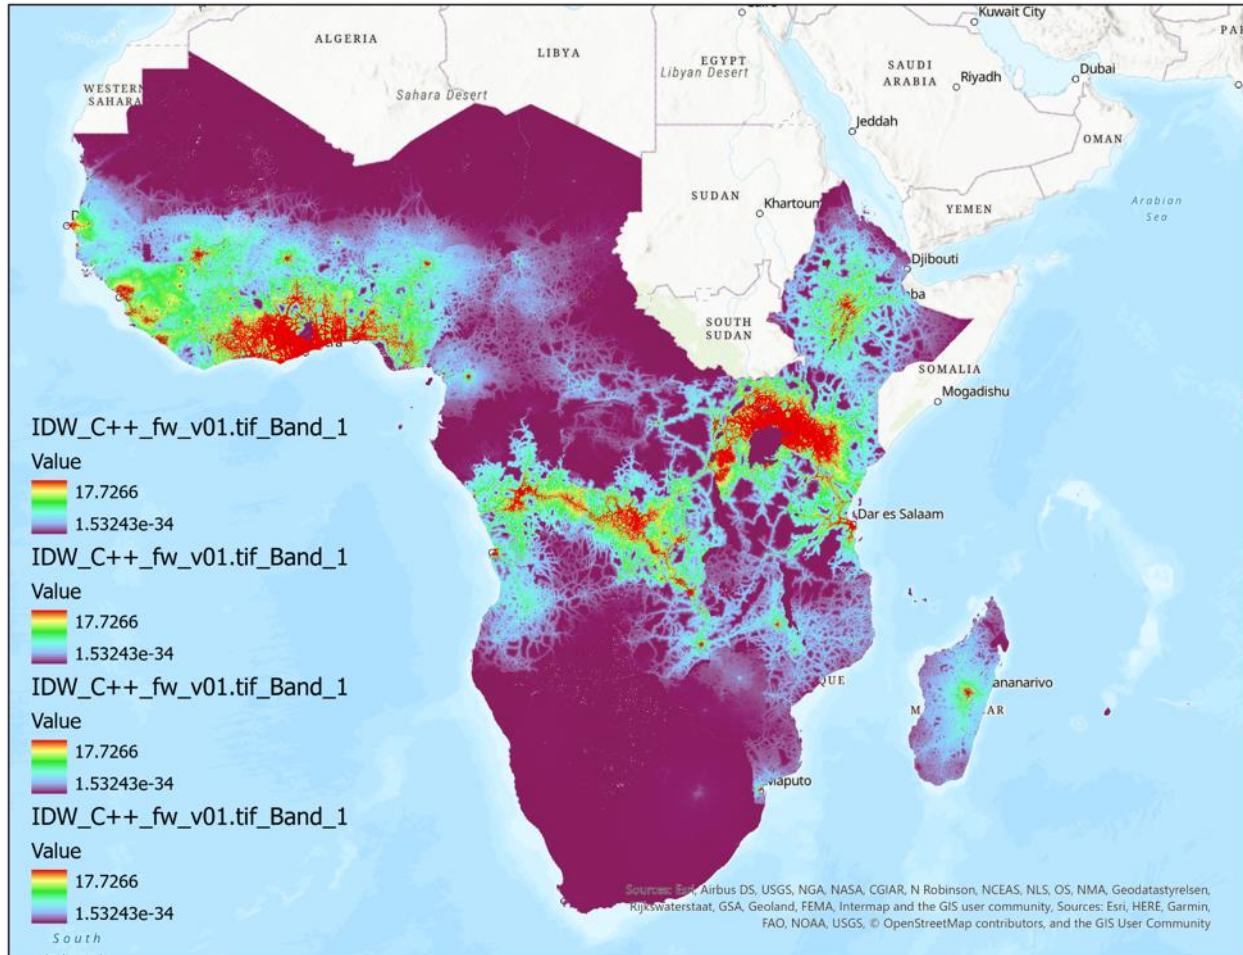 Kuwait City
ALGERIA
LIBYA
EGYPT
Libyan Desert
SAUDI
ARABIA
Riyadh
Dubai
WESTERN
SAHARA
Sahara Desert
Jeddah
OMAN
SUDAN
Khartoum
YEMEN
Arabian
Sea
Djibouti
SOUTH
SUDAN
SOMALIA
Mogadishu
IDW_C++_fw_v01.tif_Band_1
Value
17.7266
1.53243e-34
Dar es Salaam
IDW_C++_fw_v01.tif_Band_1
Value
17.7266
1.53243e-34
IDW_C++_fw_v01.tif_Band_1
Value
17.7266
1.53243e-34
QUE
ananarivo
M AR
Maputo
IDW_C++_fw_v01.tif_Band_1
Value
17.7266
1.53243e-34
Sources: Esri, Airbus DS, USGS, NGA, NASA, CGIAR, N Robinson, NCEAS, NLS, OS, NMA, Geodatastyrelsen,
Rijkswaterstaat, GSA, Geoland, FEMA, Intermap and the GIS user community, Sources: Esri, HERE, Garmin,
FAO, NOAA, USGS, © OpenStreetMap contributors, and the GIS User Community
South